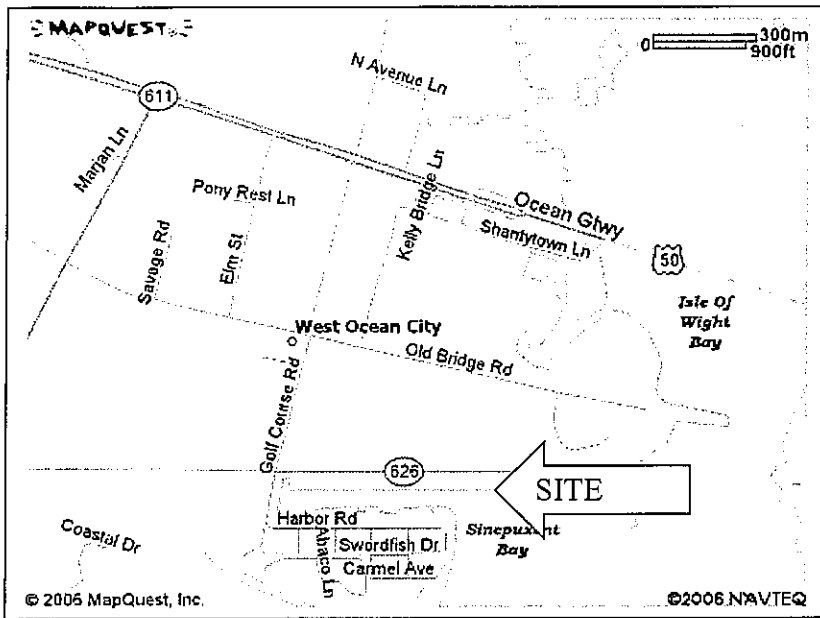 MAPQUEST
0 300m
900ft
N Avenue Ln
611
Marjan Ln
Pony Rest Ln
Kelly Bridge Ln
Ocean Gtwy
Shantytown Ln
Savage Rd
Elm St
50
Isle Of
Wight
Bay
West Ocean City
Old Bridge Rd
Golf Course Rd
626
SITE
Harbor Rd
Sinepuxent
Bay
Coastal Dr
Abaco Ln
Swordfish Dr
Carmel Ave
© 2006 MapQuest, Inc.
©2006 NAVTEQ